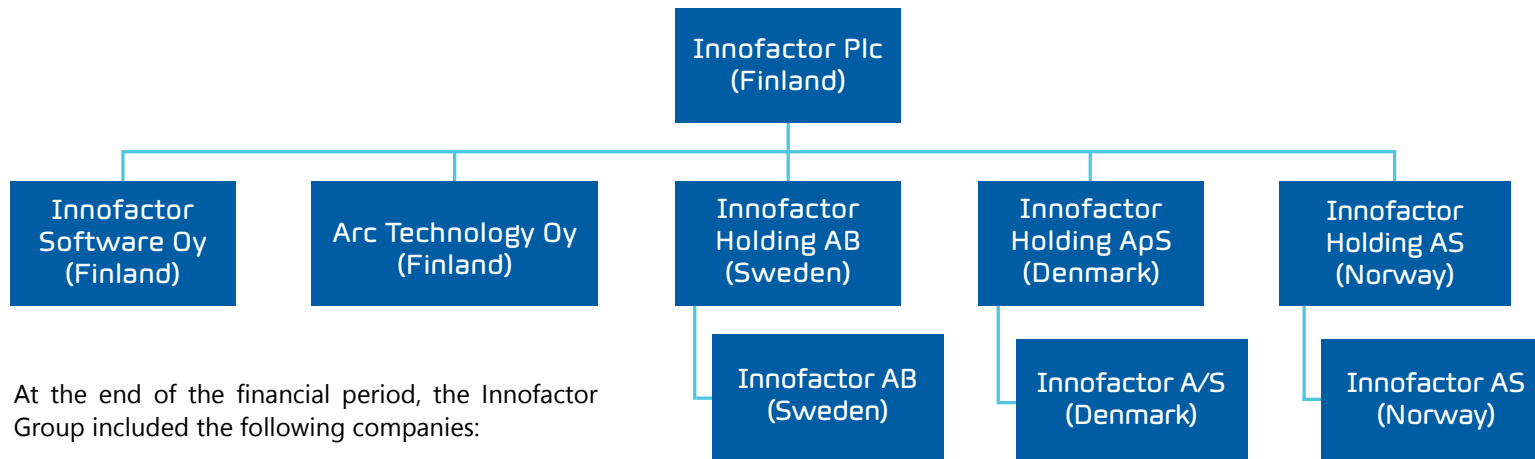 Innofactor Plc
(Finland)
Innofactor
Software Oy
(Finland)
Arc Technology Oy
(Finland)
Innofactor
Holding AB
(Sweden)
Innofactor
Holding ApS
(Denmark)
Innofactor
Holding AS
(Norway)
Innofactor AB
(Sweden)
Innofactor A/S
(Denmark)
Innofactor AS
(Norway)
At the end of the financial period, the Innofactor
Group included the following companies: